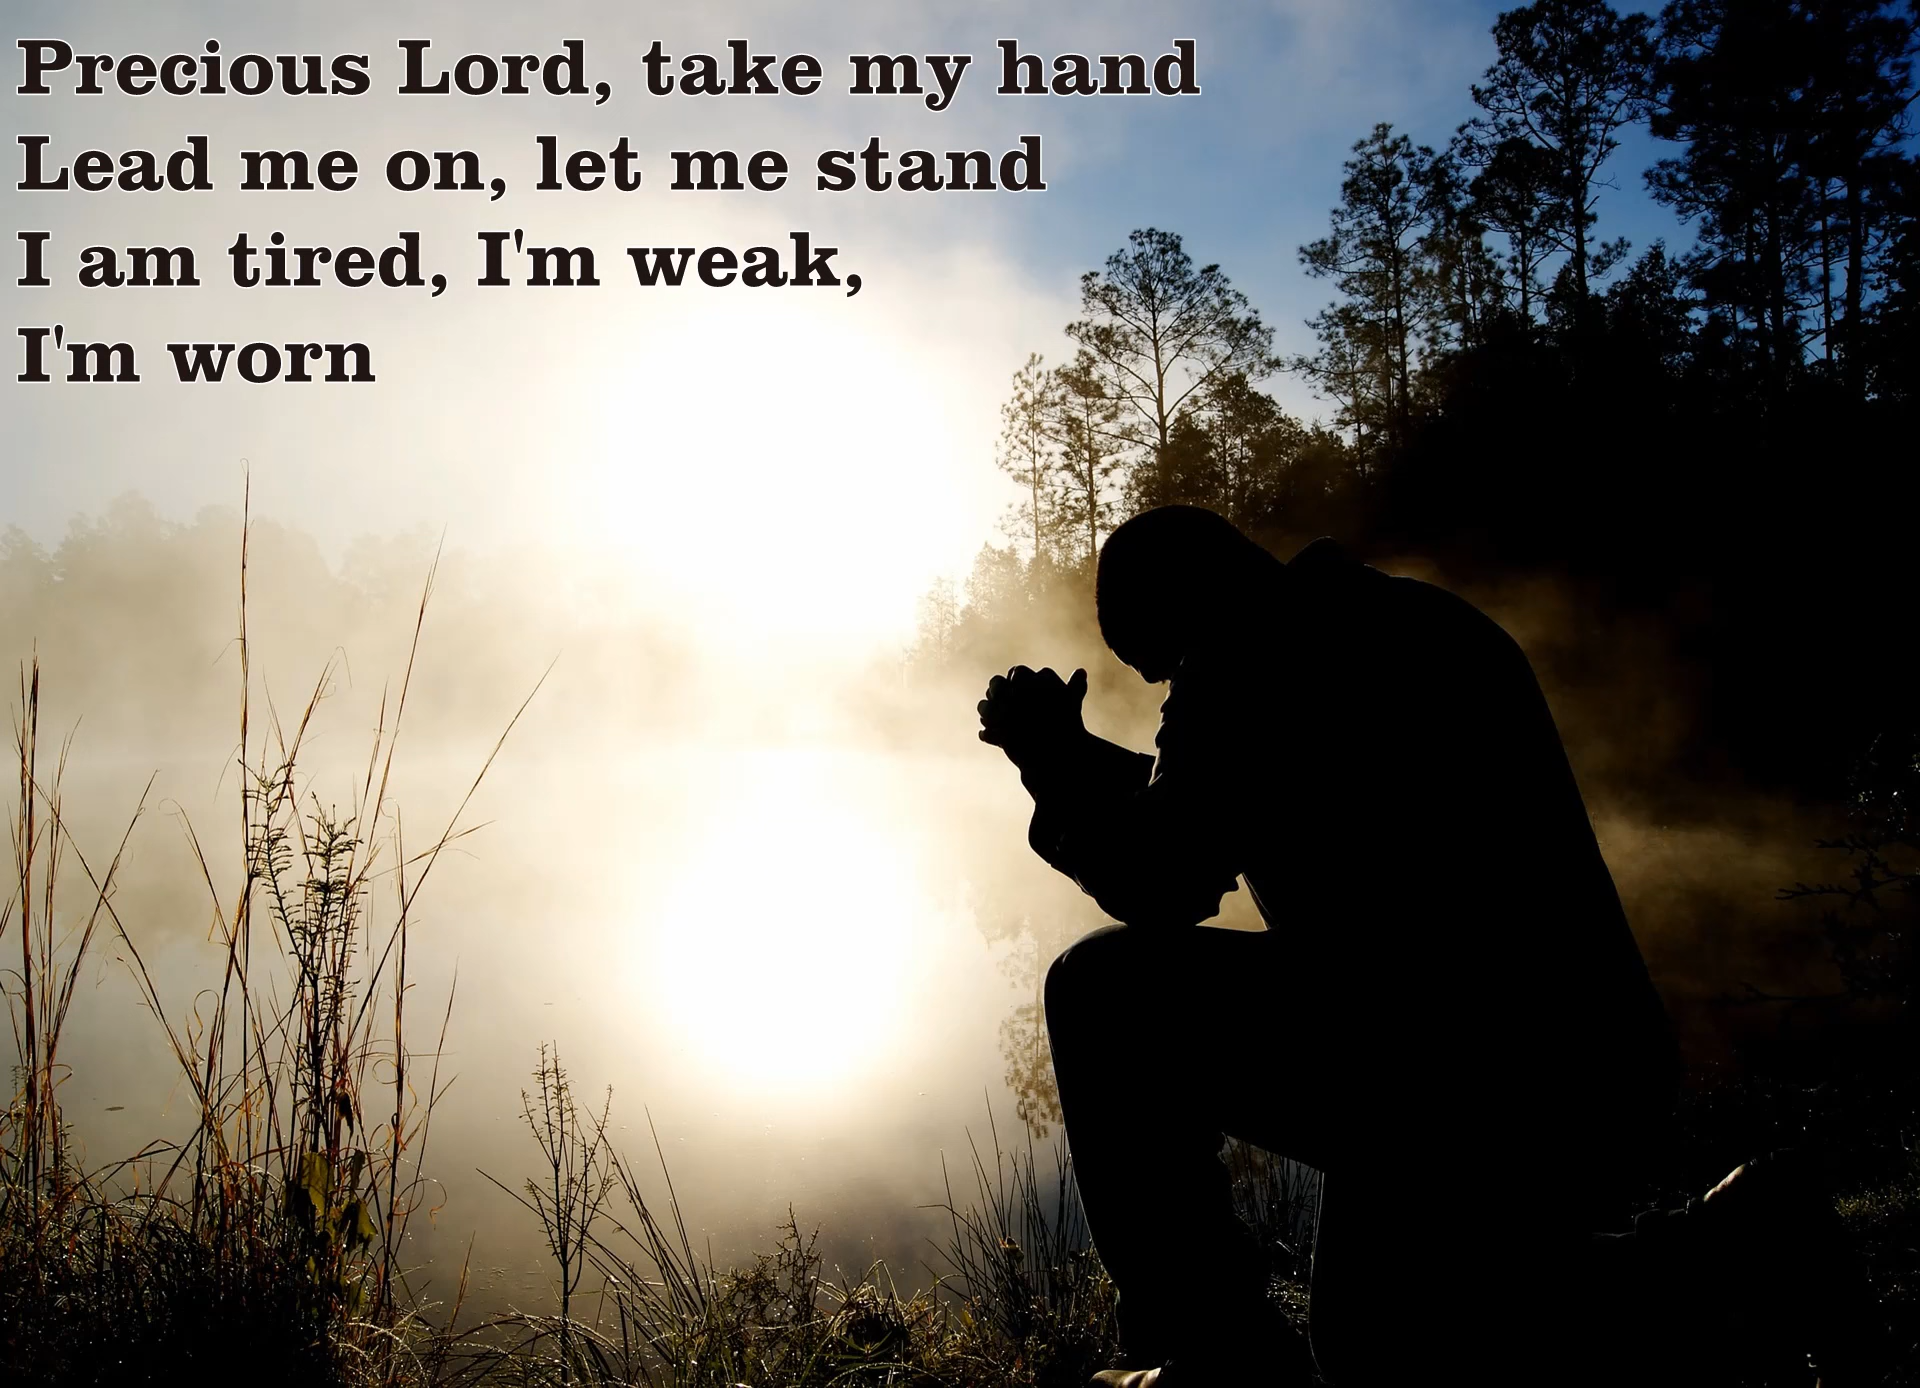 Precious Lord, take my hand
Lead me on, let me stand
I am tired, I'm weak,
I'm worn